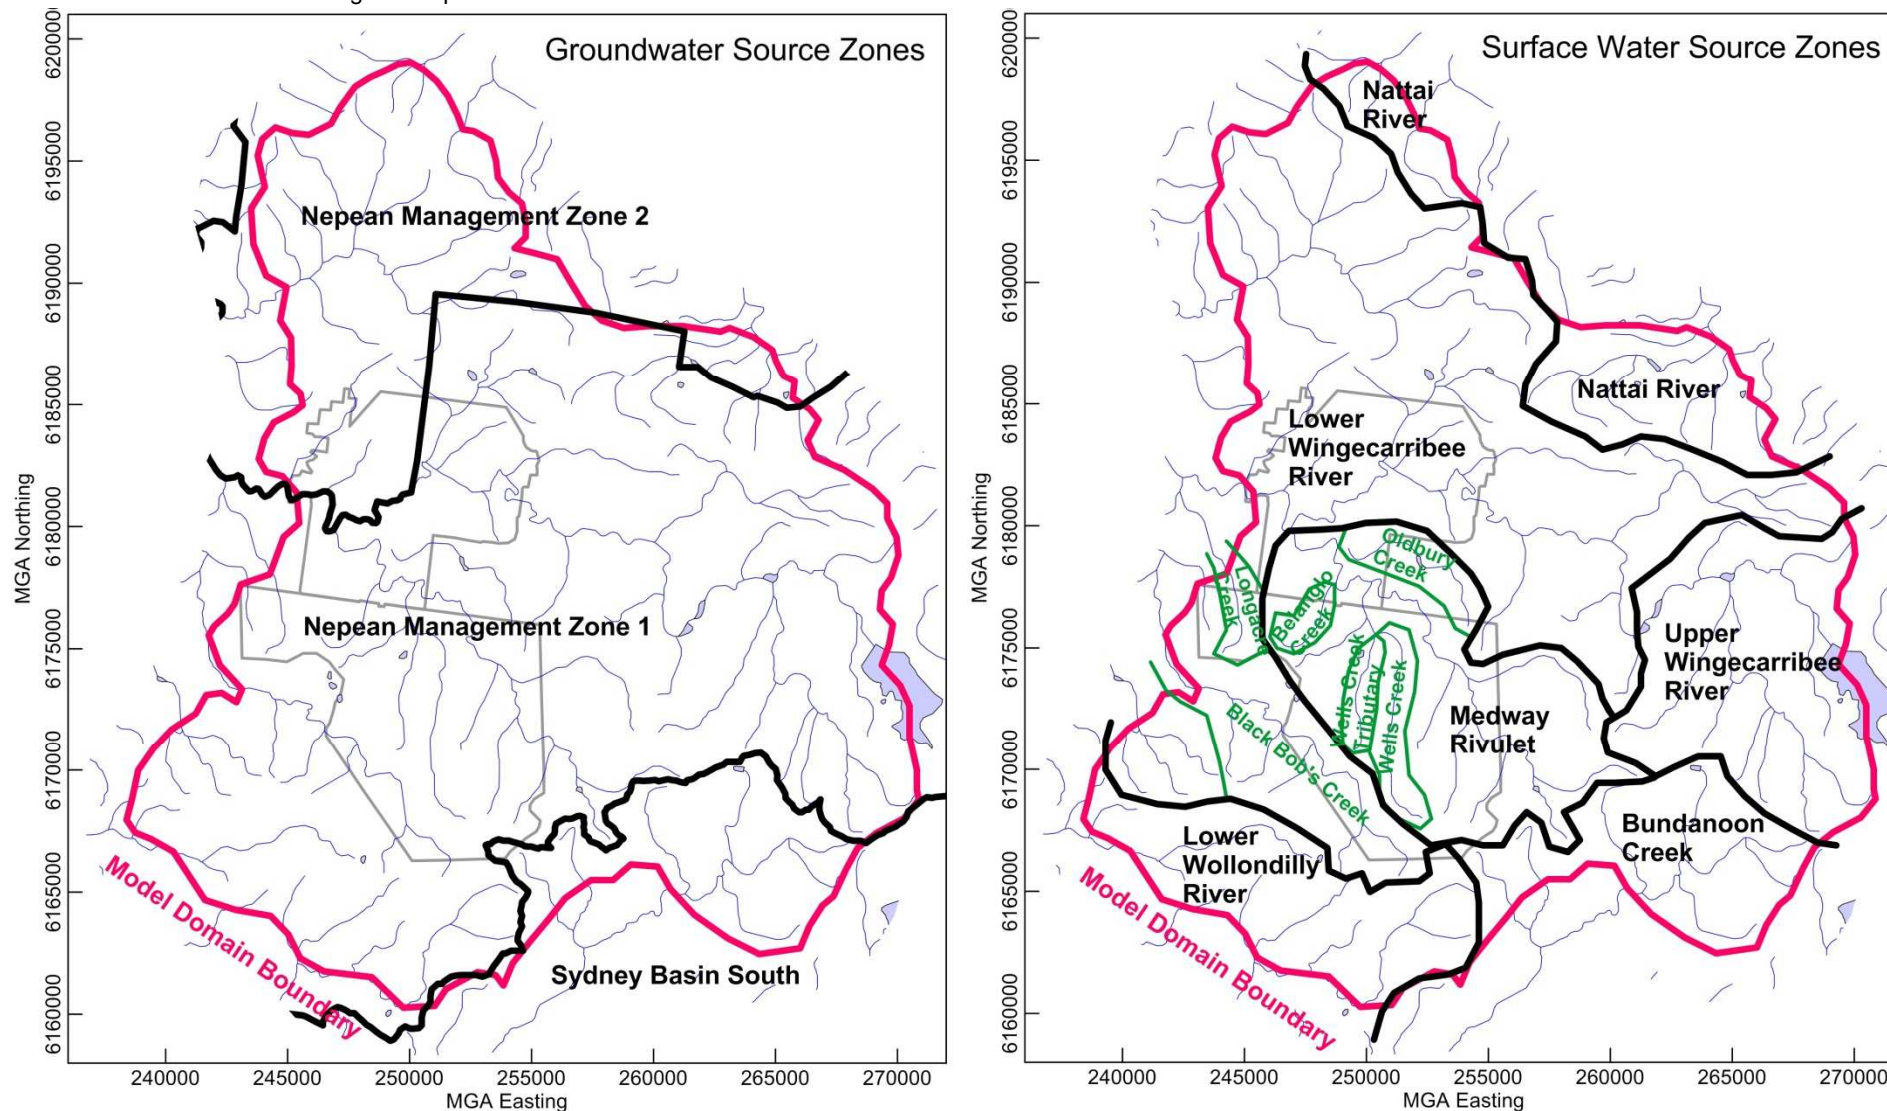 Groundwater Source Zones
6200000
6195000
6190000
6185000
6180000
6175000
6170000
6165000
6160000
MGA Northing
Nepean Management Zone 2
Nepean Management Zone 1
Sydney Basin South
Model Domain Boundary
240000
245000
250000
255000
260000
265000
270000
MGA Easting
Surface Water Source Zones
6200000
6195000
6190000
6185000
6180000
6175000
6170000
6165000
6160000
MGA Northing
Nattai
River
Nattai River
Lower
Wingecarribee
River
Oldbury
Creek
Longacre
Creek
Belanglo
Creek
Wells Creek
Tributary
Wells Creek
Black Bob's Creek
Medway
Rivulet
Upper
Wingecarribee
River
Bundanoon
Creek
Lower
Wollondilly
River
Model Domain Boundary
240000
245000
250000
255000
260000
265000
270000
MGA Easting